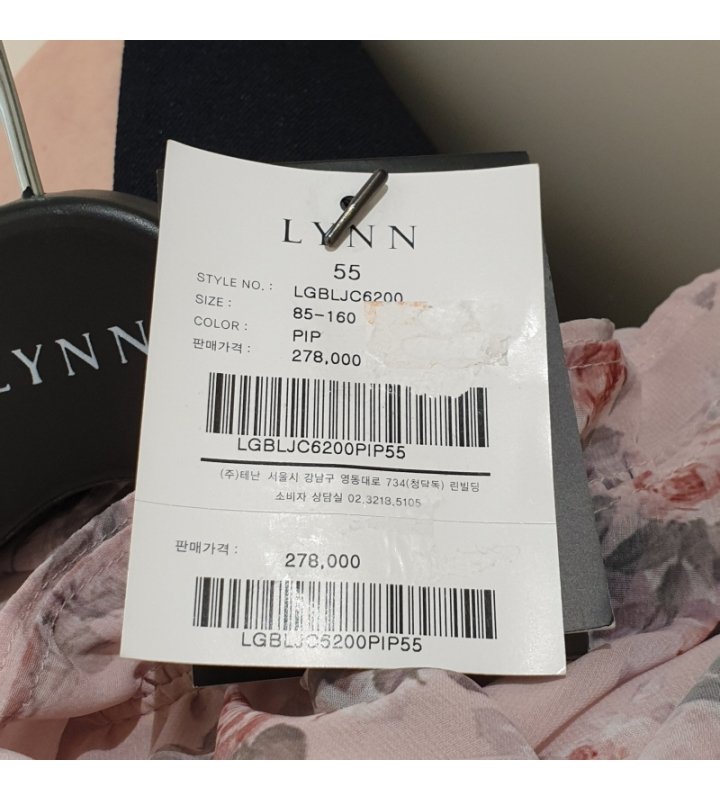 LYNN
55
STYLE NO. : LGBLJC6200
SIZE : 85-160
COLOR : PIP
판매가격 : 278,000
LGBLJC6200PIP55
(주)테난 서울시 강남구 영동대로 734(청담동) 린빌딩
소비자 상담실 02.3213.5105
판매가격 : 278,000
LGBLJC6200PIP55
LYNN